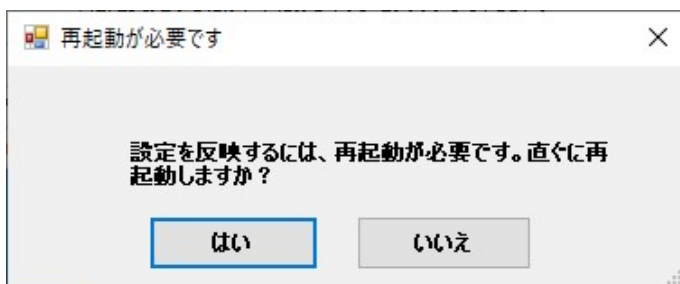 再起動が必要です
設定を反映するには、再起動が必要です。直ぐに再
起動しますか？
はい
いいえ